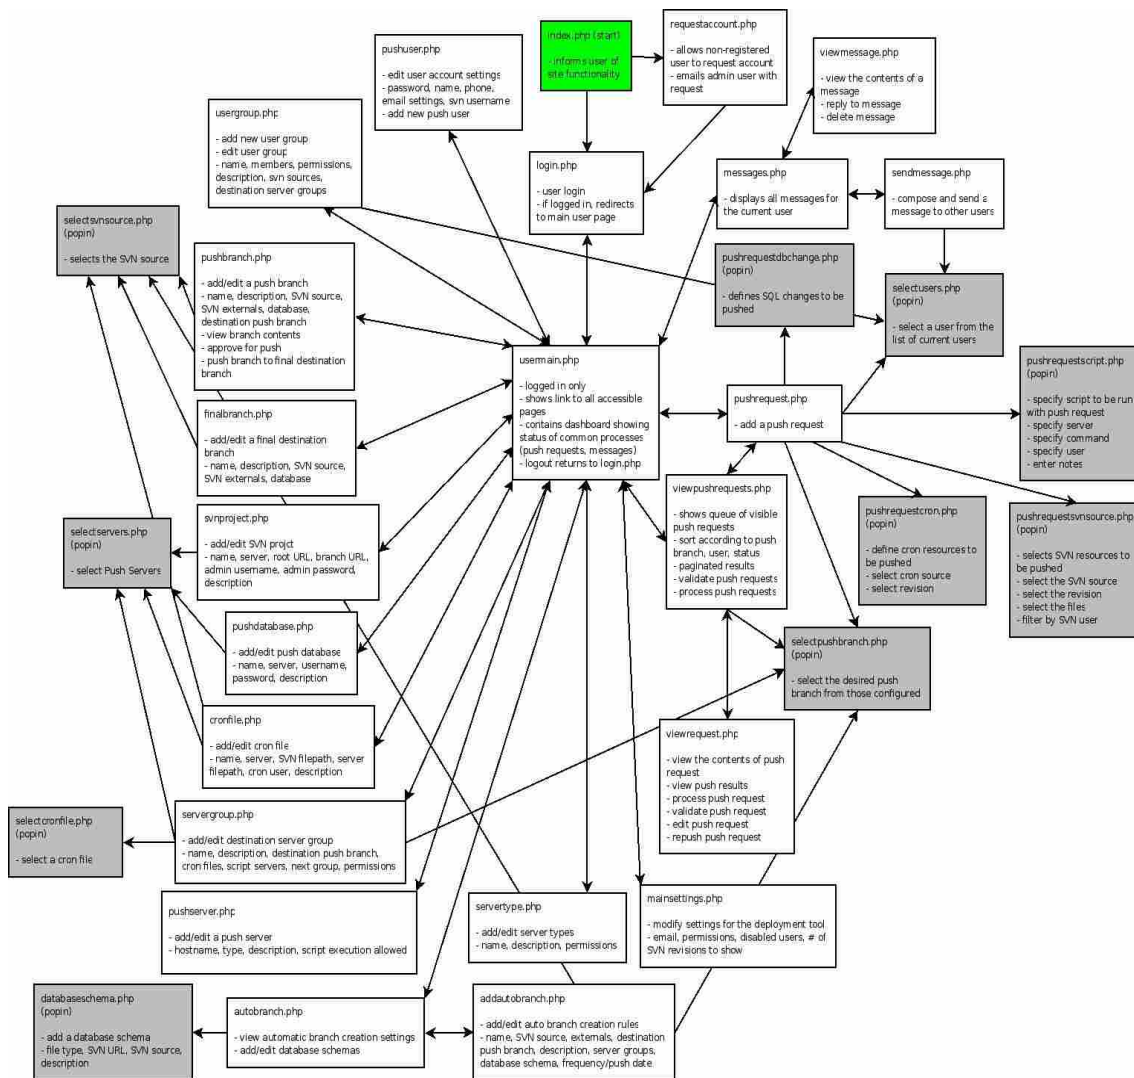 index.php (start)
- informs user of
site functionality
requestaccount.php
- allows non-registered
user to request account
- emails admin user with
request
pushuser.php
- edit user account settings
- password, name, phone,
email settings, svn username
- add new push user
viewmessage.php
- view the contents of a
message
- reply to message
- delete message
usergroup.php
- add new user group
- edit user group
- name, members, permissions,
description, svn sources,
destination server groups
login.php
- user login
- if logged in, redirects
to main user page
messages.php
- displays all messages for
the current user
sendmessage.php
- compose and send a
message to other users
selectsvnsource.php
(popin)
- selects the SVN source
pushbranch.php
- add/edit a push branch
- name, description, SVN source,
SVN externals, database,
destination push branch
- view branch contents
- approve for push
- push branch to final destination
branch
pushrequestdbchange.php
(popin)
- defines SQL changes to be
pushed
selectusers.php
(popin)
- select a user from the
list of current users
usermain.php
- logged in only
- shows link to all accessible
pages
- contains dashboard showing
status of common processes
(push requests, messages)
- logout returns to login.php
pushrequest.php
- add a push request
pushrequestscript.php
(popin)
- specify script to be run
with push request
- specify server
- specify command
- specify user
- enter notes
finalbranch.php
- add/edit a final destination
branch
- name, description, SVN source,
SVN externals, database
viewpushrequests.php
- shows queue of visible
push requests
- sort according to push
branch, user, status
- paginated results
- validate push requests
- process push requests
pushrequestcron.php
(popin)
- define cron resources to
be pushed
- select cron source
- select revision
pushrequestsvnsource.php
(popin)
- selects SVN resources to
be pushed
- select the SVN source
- select the revision
- select the files
- filter by SVN user
selectservers.php
(popin)
- select Push Servers
svnproject.php
- add/edit SVN projct
- name, server, root URL, branch URL,
admin username, admin password,
description
pushdatabase.php
- add/edit push database
- name, server, username,
password, description
selectpushbranch.php
(popin)
- select the desired push
branch from those configured
cronfile.php
- add/edit cron file
- name, server, SVN filepath, server
filepath, cron user, description
viewrequest.php
- view the contents of push
request
- view push results
- process push request
- validate push request
- edit push request
- repush push request
selectcronfile.php
(popin)
- select a cron file
servergroup.php
- add/edit destination server group
- name, description, destination push branch,
cron files, script servers, next group, permissions
pushserver.php
- add/edit a push server
- hostname, type, description, script execution allowed
servertype.php
- add/edit server types
- name, description, permissions
mainsettings.php
- modify settings for the deployment tool
- email, permissions, disabled users, # of
SVN revisions to show
databaseschema.php
(popin)
- add a database schema
- file type, SVN URL, SVN source,
description
autobranch.php
- view automatic branch creation settings
- add/edit database schemas
addautobranch.php
- add/edit auto branch creation rules
- name, SVN source, externals, destination
push branch, description, server groups,
database schema, frequency/push date